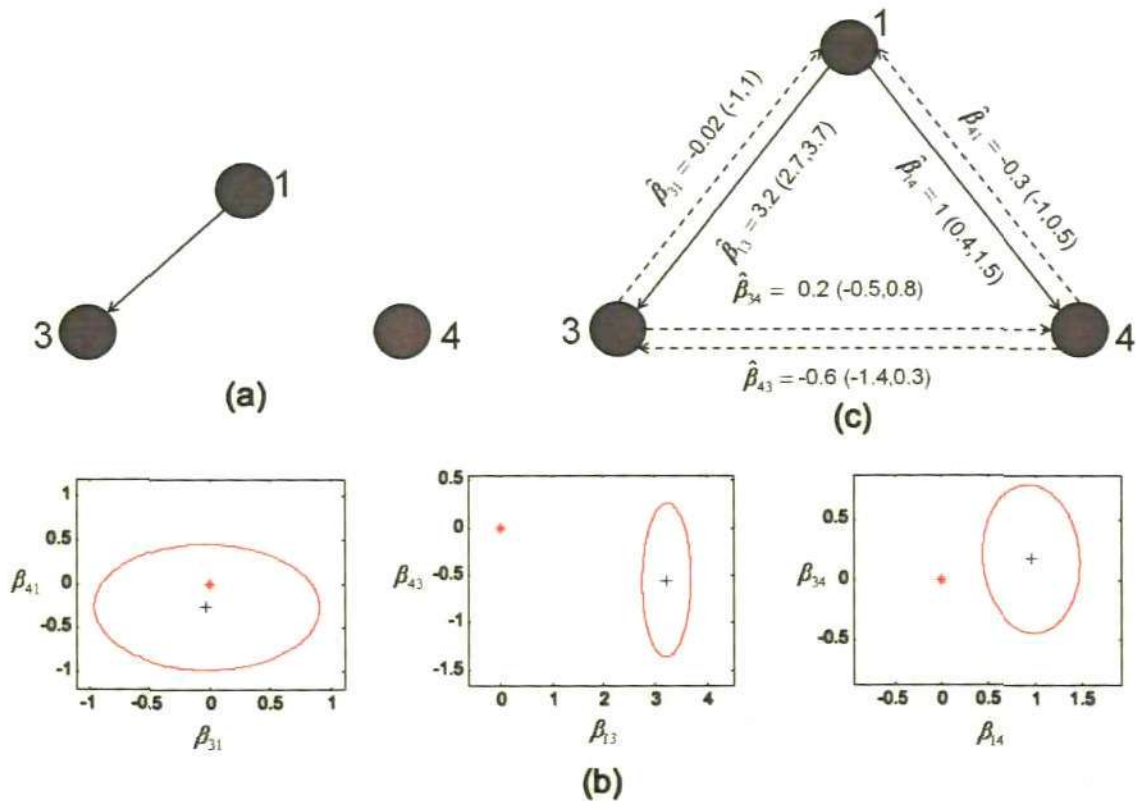 1
3
4
(a)
1
β̂31 = -0.02 (-1,1)
β̂13 = 3.2 (2.7,3.7)
β̂14 = 1 (0.4,1.5)
β̂41 = -0.3 (-1,0.5)
β̂34 = 0.2 (-0.5,0.8)
3
4
β̂43 = -0.6 (-1.4,0.3)
(c)
1
0.5
β41
0
-0.5
-1
-1 -0.5 0 0.5 1
β31
0.5
0
β43
-0.5
-1
-1.5
0 1 2 3 4
β13
0.5
β34
0
-0.5
-0.5 0 0.5 1 1.5
β14
(b)